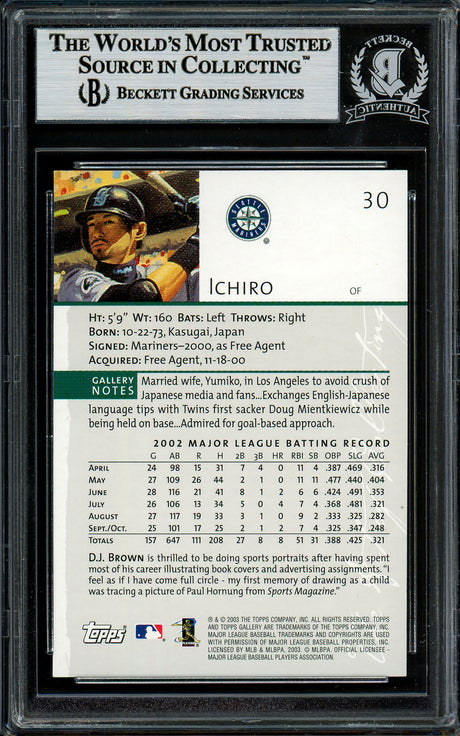 THE WORLD'S MOST TRUSTED
SOURCE IN COLLECTING™
B BECKETT GRADING SERVICES
BECKETT
AUTHENTIC
30
SEATTLE
MARINERS
®
ICHIRO
OF
HT: 5'9" WT: 160 BATS: Left THROWS: Right
BORN: 10-22-73, Kasugai, Japan
SIGNED: Mariners–2000, as Free Agent
ACQUIRED: Free Agent, 11-18-00
GALLERY
NOTES
Married wife, Yumiko, in Los Angeles to avoid crush of
Japanese media and fans...Exchanges English-Japanese
language tips with Twins first sacker Doug Mientkiewicz while
being held on base...Admired for goal-based approach.
2002 MAJOR LEAGUE BATTING RECORD
G AB R H 2B 3B HR RBI SB OBP SLG AVG
APRIL 24 98 15 31 7 4 0 11 4 .387 .469 .316
MAY 27 109 26 44 2 1 2 6 11 .477 .440 .404
JUNE 28 116 21 41 8 1 2 6 6 .424 .491 .353
JULY 26 106 13 34 5 0 4 7 4 .368 .481 .321
AUGUST 27 117 19 33 3 1 0 9 2 .333 .325 .282
SEPT./OCT. 25 101 17 25 2 1 2 7 4 .325 .347 .248
TOTALS 157 647 111 208 27 8 8 51 31 .388 .425 .321
D.J. BROWN is thrilled to be doing sports portraits after having spent
most of his career illustrating book covers and advertising assignments. "I
feel as if I have come full circle - my first memory of drawing as a child
was tracing a picture of Paul Hornung from Sports Magazine."
Topps
® & © 2003 THE TOPPS COMPANY, INC. ALL RIGHTS RESERVED. TOPPS
AND TOPPS GALLERY ARE TRADEMARKS OF THE TOPPS COMPANY, INC.
MAJOR LEAGUE BASEBALL TRADEMARKS AND COPYRIGHTS ARE USED
WITH PERMISSION OF MAJOR LEAGUE BASEBALL PROPERTIES, INC.
LICENSED BY MLB & MLBPA, 2003. © MLBPA. OFFICIAL LICENSEE -
MAJOR LEAGUE BASEBALL PLAYERS ASSOCIATION.